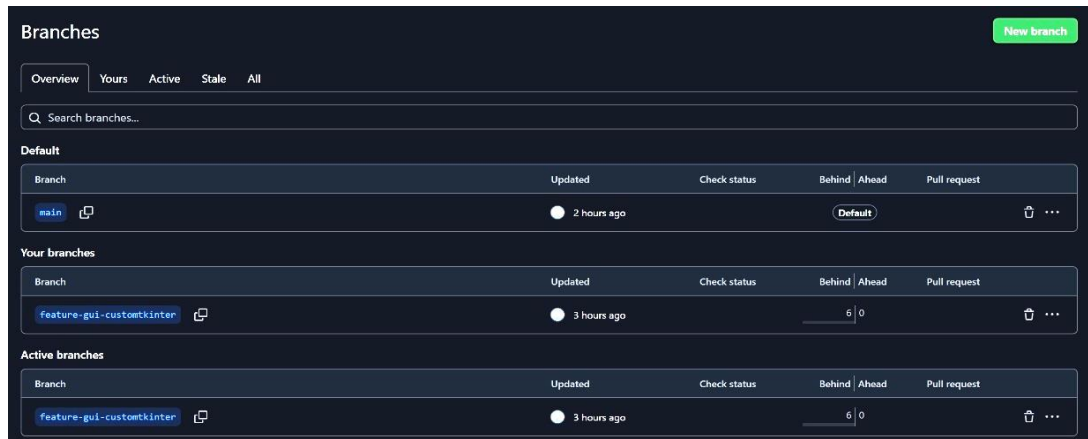 Branches
New branch
Overview Yours Active Stale All
Search branches...
Default
Branch Updated Check status Behind Ahead Pull request
main 2 hours ago Default
Your branches
Branch Updated Check status Behind Ahead Pull request
feature-gui-customtkinter 3 hours ago 6 0
Active branches
Branch Updated Check status Behind Ahead Pull request
feature-gui-customtkinter 3 hours ago 6 0